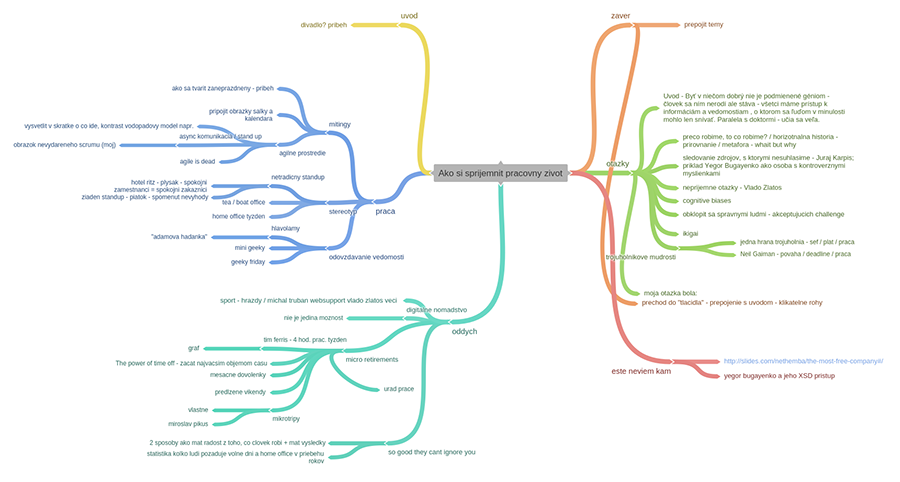 Ako si sprijemnit pracovny zivot
uvod
divadlo? pribeh
praca
mitingy
ako sa tvarit zaneprazdneny - pribeh
pripojit obrazky salky a
kalendara
agilne prostredie
async komunikacia / stand up
vysvetlit v skratke o co ide, kontrast vodopadovy model napr.
obrazok nevydareneho scrumu (moj)
agile is dead
stereotyp
netradicny standup
hotel ritz - plysak - spokojni
zamestnanci = spokojni zakaznici
ziaden standup - piatok - spomenut nevyhody
tea / boat office
home office tyzden
odovzdavanie vedomosti
hlavolamy
"adamova hadanka"
mini geeky
geeky friday
oddych
digitalne nomadstvo
sport - hrazdy / michal truban websupport vlado zlatos veci
nie je jedina moznost
micro retirements
tim ferris - 4 hod. prac. tyzden
graf
The power of time off - zacat najvacsim objemom casu
mesacne dovolenky
predlzene vikendy
mikrotripy
vlastne
miroslav pikus
urad prace
so good they cant ignore you
2 sposoby ako mat radost z toho, co clovek robi + mat vysledky
statistika kolko ludi pozaduje volne dni a home office v priebehu
rokov
zaver
prepojit temy
prechod do "tlacidla" - prepojenie s uvodom - klikatelne rohy
otazky
Uvod - Byť v niečom dobrý nie je podmienené géniom -
človek sa ním nerodí ale stáva - všetci máme prístup k
informáciam a vedomostiam , o ktorom sa ľuďom v minulosti
mohlo len snívať. Paralela s doktormi - učia sa veľa.
preco robime, to co robime? / horizotnalna historia -
prirovnanie / metafora - whait but why
sledovanie zdrojov, s ktorymi nesuhlasime - Juraj Karpis;
priklad Yegor Bugayenko ako osoba s kontroverznymi
myslienkami
neprijemne otazky - Vlado Zlatos
cognitive biases
obklopit sa spravnymi ludmi - akceptujucich challenge
ikigai
trojuholnikove mudrosti
jedna hrana trojuholnia - sef / plat / praca
Neil Gaiman - povaha / deadline / praca
moja otazka bola:
este neviem kam
http://slides.com/nethemba/the-most-free-company#/
yegor bugayenko a jeho XSD pristup